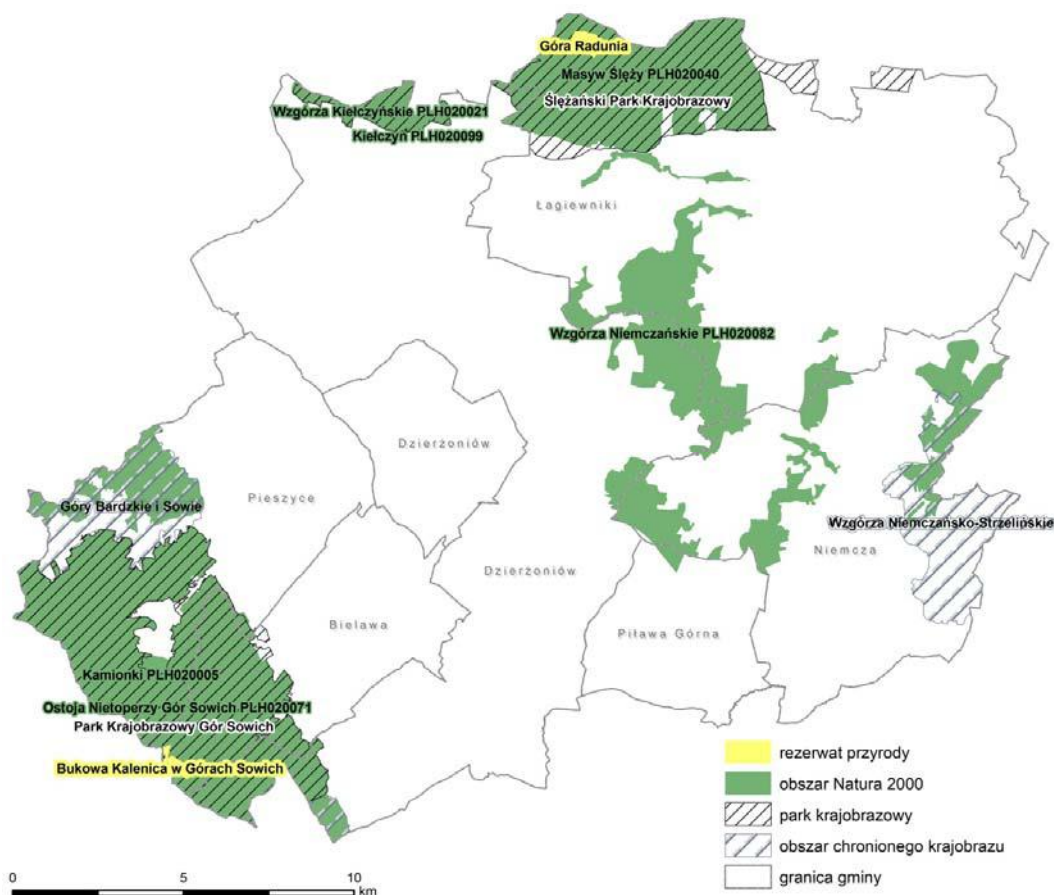 Góra Radunia
Masyw Ślęży PLH020040
Ślężański Park Krajobrazowy
Wzgórza Kiełczyńskie PLH020021
Kiełczyn PLH020099
Łagiewniki
Wzgórza Niemczańskie PLH020082
Dzierżoniów
Pieszyce
Góry Bardzkie i Sowie
Wzgórza Niemczańsko-Strzelińskie
Niemcza
Dzierżoniów
Bielawa
Piława Górna
Kamionki PLH020005
Ostoja Nietoperzy Gór Sowich PLH020071
Park Krajobrazowy Gór Sowich
Bukowa Kalenica w Górach Sowich
rezerwat przyrody
obszar Natura 2000
park krajobrazowy
obszar chronionego krajobrazu
granica gminy
0 5 10
km